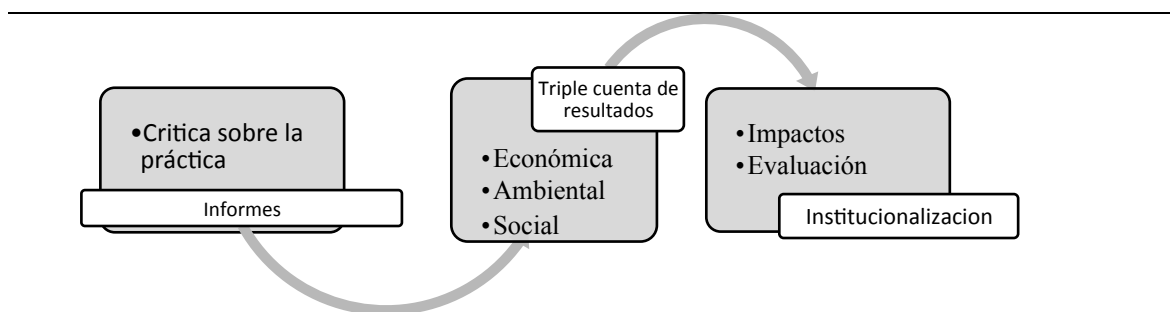 •Critica sobre la
práctica
Informes
Triple cuenta de
resultados
•Económica
•Ambiental
•Social
•Impactos
•Evaluación
Institucionalizacion